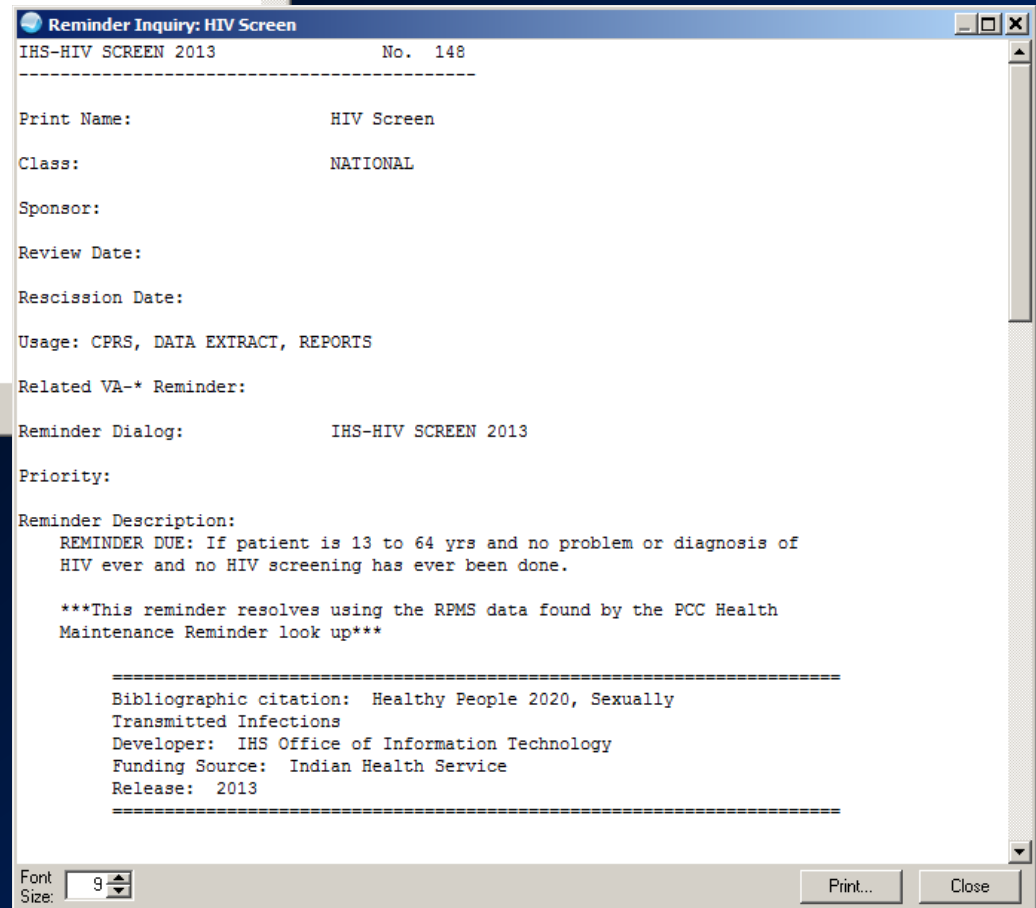 Reminder Inquiry: HIV Screen
IHS-HIV SCREEN 2013 No. 148
--------------------------------------------
Print Name: HIV Screen
Class: NATIONAL
Sponsor:
Review Date:
Rescission Date:
Usage: CPRS, DATA EXTRACT, REPORTS
Related VA-* Reminder:
Reminder Dialog: IHS-HIV SCREEN 2013
Priority:
Reminder Description:
REMINDER DUE: If patient is 13 to 64 yrs and no problem or diagnosis of
HIV ever and no HIV screening has ever been done.
***This reminder resolves using the RPMS data found by the PCC Health
Maintenance Reminder look up***
======================================================================
Bibliographic citation: Healthy People 2020, Sexually
Transmitted Infections
Developer: IHS Office of Information Technology
Funding Source: Indian Health Service
Release: 2013
======================================================================
Font
Size: 9 Print... Close